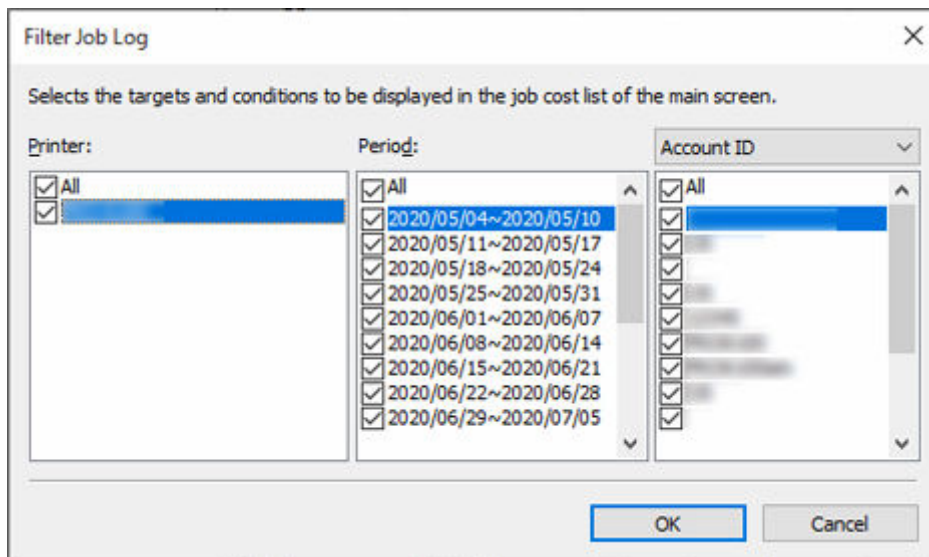 Filter Job Log
Selects the targets and conditions to be displayed in the job cost list of the main screen.
Printer:
All
Period:
All
2020/05/04~2020/05/10
2020/05/11~2020/05/17
2020/05/18~2020/05/24
2020/05/25~2020/05/31
2020/06/01~2020/06/07
2020/06/08~2020/06/14
2020/06/15~2020/06/21
2020/06/22~2020/06/28
2020/06/29~2020/07/05
Account ID
All
OK
Cancel